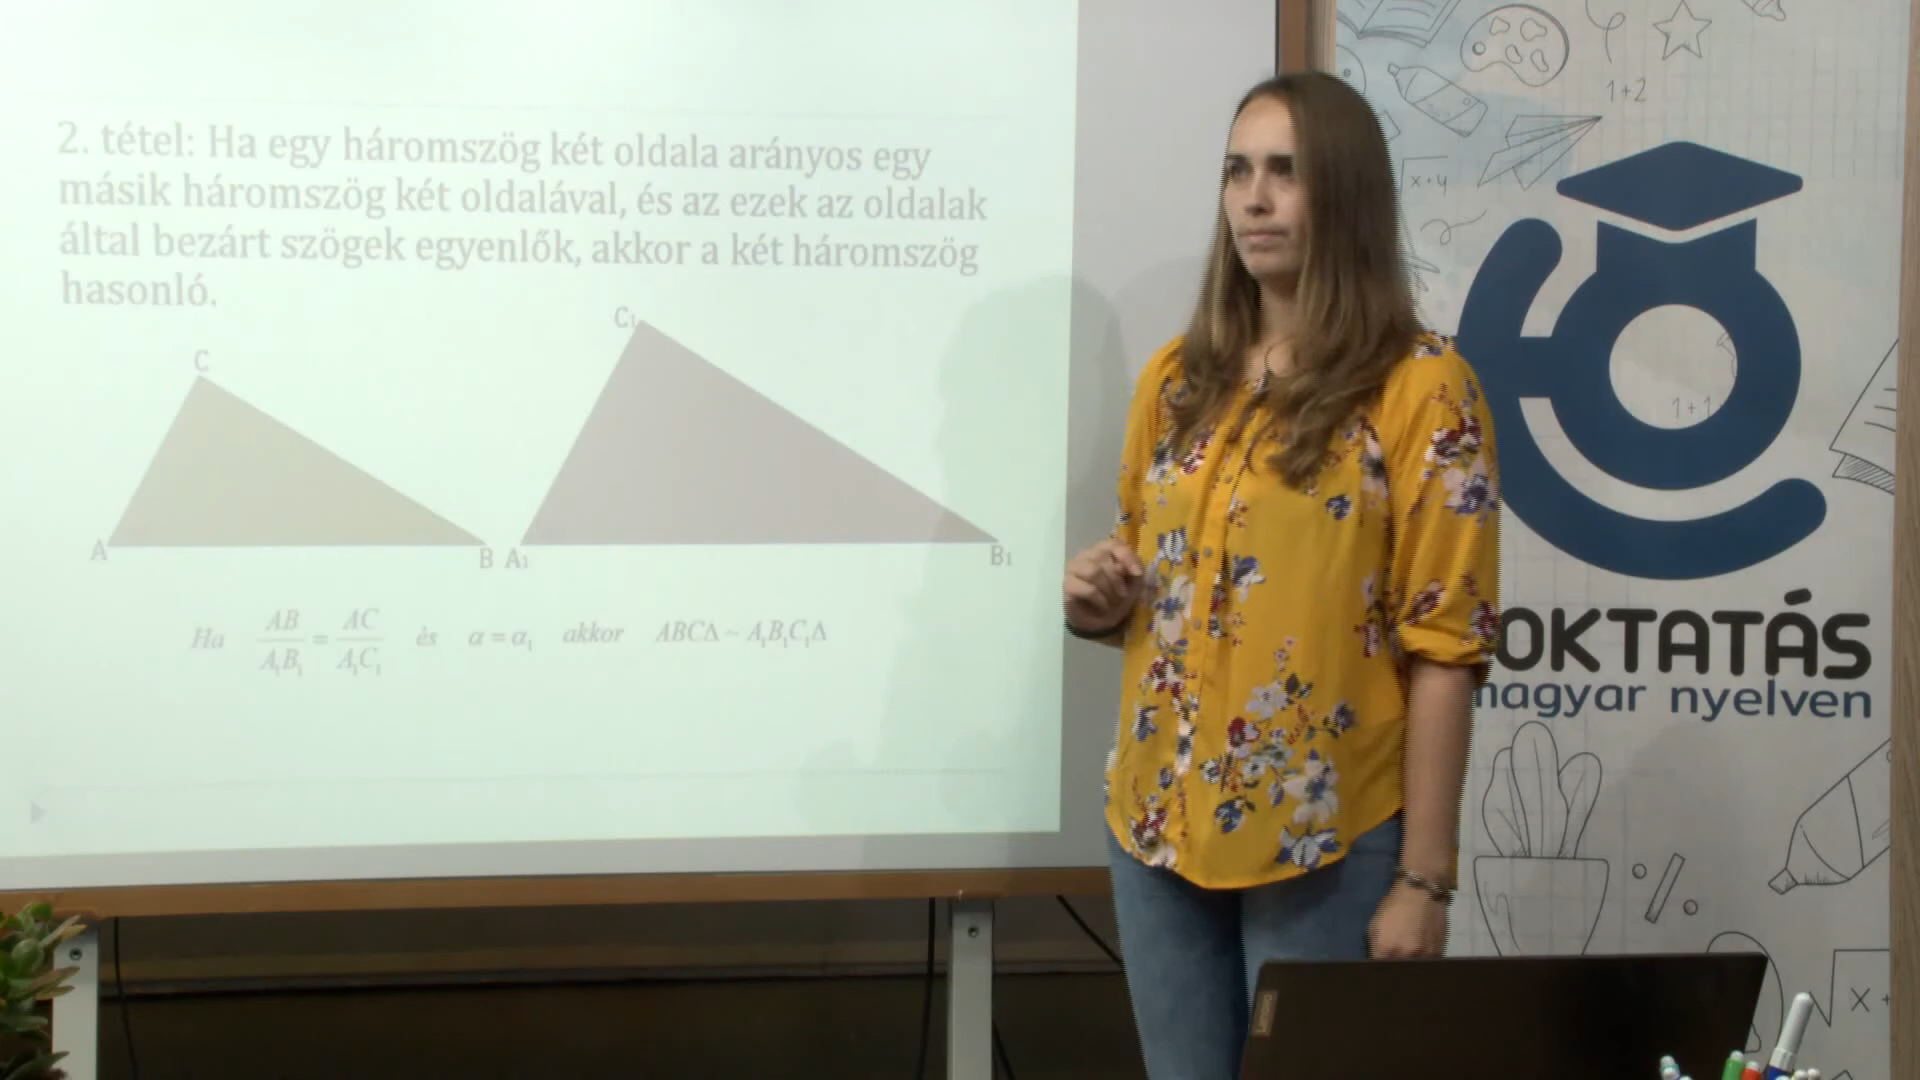 2. tétel: Ha egy háromszög két oldala arányos egy
másik háromszög két oldalával, és az ezek az oldalak
által bezárt szögek egyenlők, akkor a két háromszög
hasonló.
C
C₁
A
B
A₁
B₁
Ha AB/A₁B₁ = AC/A₁C₁ és α = α₁ akkor ABCΔ ~ A₁B₁C₁Δ
1+2
x+y
1+1
OKTATÁS
magyar nyelven
%
√x+
Lenovo